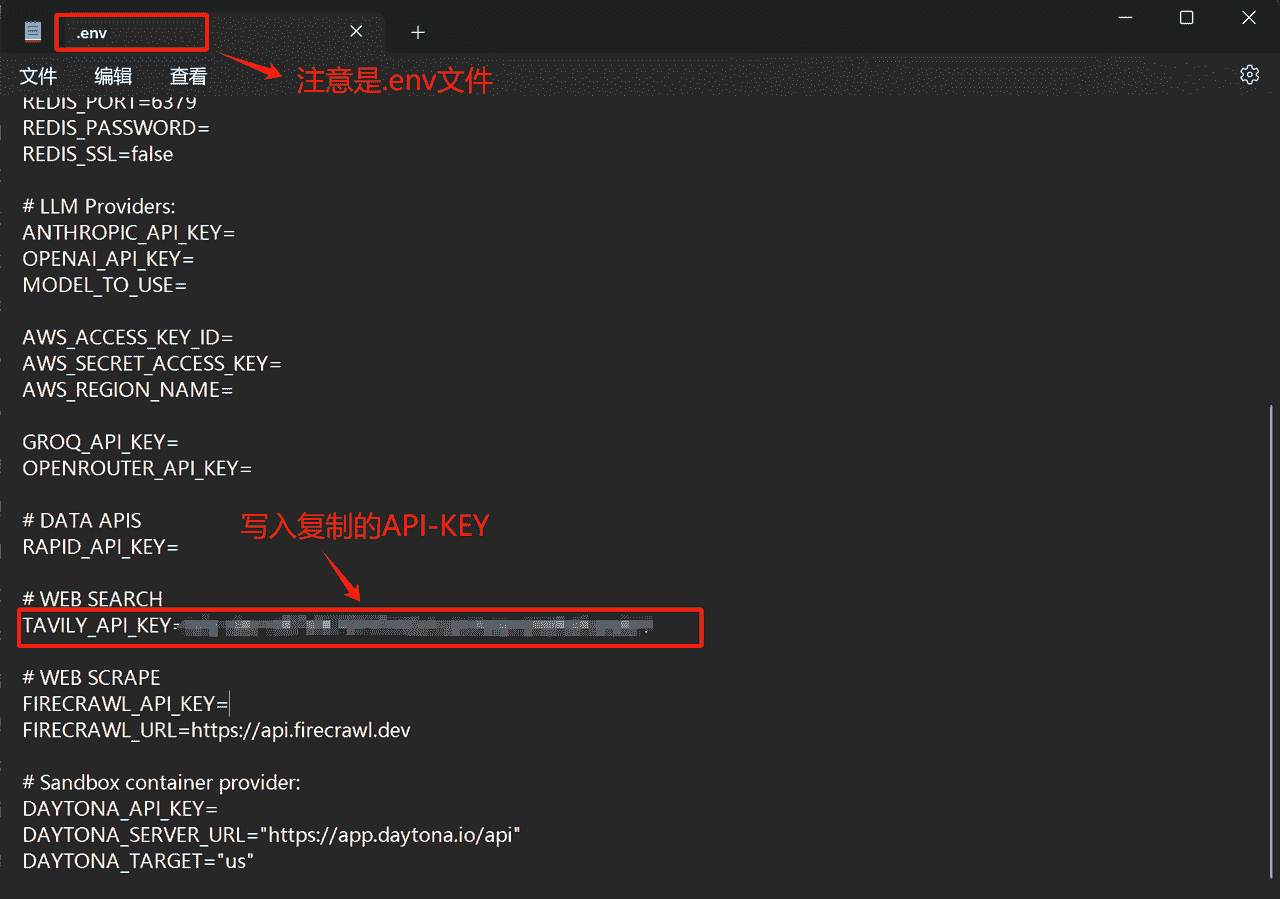 .env
注意是.env文件
文件 编辑 查看
REDIS_PORT=6379
REDIS_PASSWORD=
REDIS_SSL=false
# LLM Providers:
ANTHROPIC_API_KEY=
OPENAI_API_KEY=
MODEL_TO_USE=
AWS_ACCESS_KEY_ID=
AWS_SECRET_ACCESS_KEY=
AWS_REGION_NAME=
GROQ_API_KEY=
OPENROUTER_API_KEY=
# DATA APIS
写入复制的API-KEY
RAPID_API_KEY=
# WEB SEARCH
TAVILY_API_KEY=
# WEB SCRAPE
FIRECRAWL_API_KEY=
FIRECRAWL_URL=https://api.firecrawl.dev
# Sandbox container provider:
DAYTONA_API_KEY=
DAYTONA_SERVER_URL="https://app.daytona.io/api"
DAYTONA_TARGET="us"